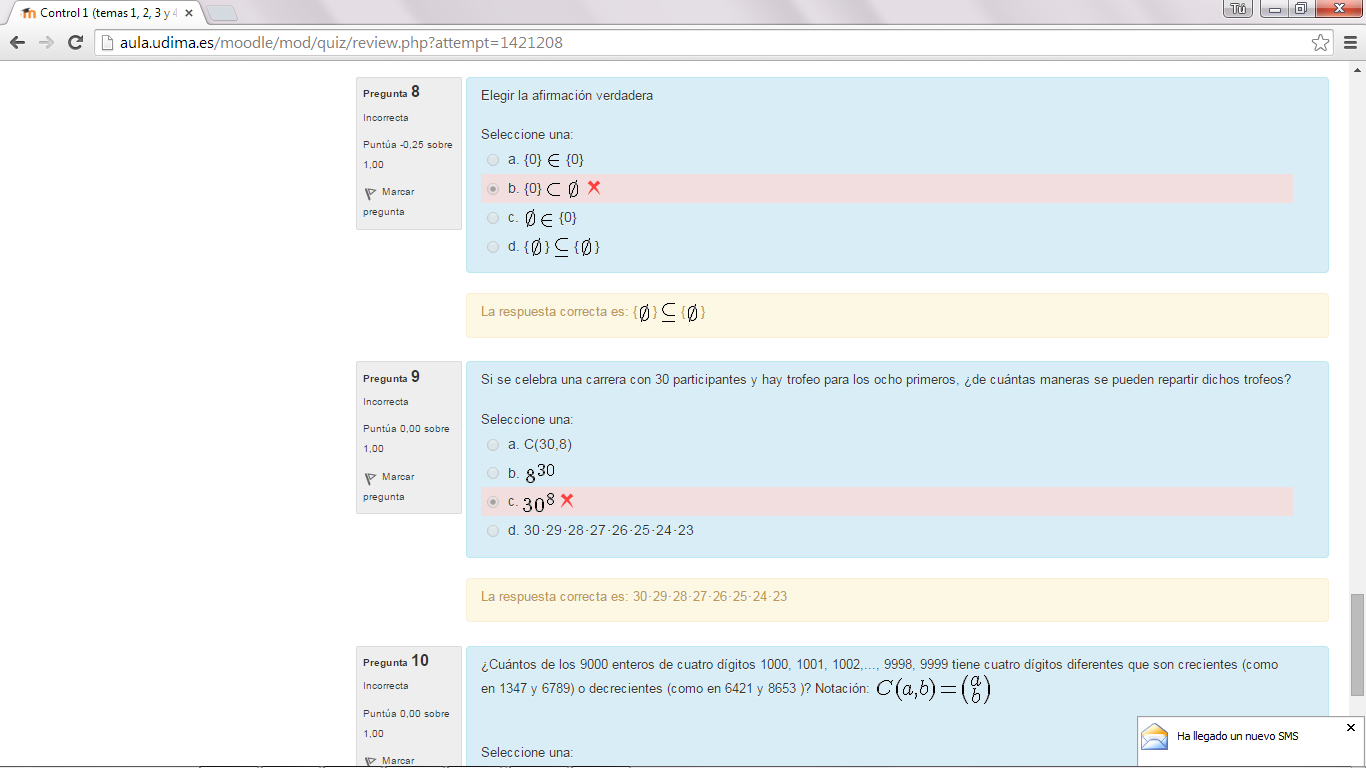 Control 1 (temas 1, 2, 3 y 4
Tú
aula.udima.es/moodle/mod/quiz/review.php?attempt=1421208
Pregunta 8
Incorrecta
Puntúa -0,25 sobre
1,00
Marcar
pregunta
Elegir la afirmación verdadera
Seleccione una:
a. {0} ∈ {0}
b. {0} ⊂ ∅
c. ∅ ∈ {0}
d. {∅} ⊆ {∅}
La respuesta correcta es: {∅} ⊆ {∅}
Pregunta 9
Incorrecta
Puntúa 0,00 sobre
1,00
Marcar
pregunta
Si se celebra una carrera con 30 participantes y hay trofeo para los ocho primeros, ¿de cuántas maneras se pueden repartir dichos trofeos?
Seleccione una:
a. C(30,8)
b. 8^30
c. 30^8
d. 30·29·28·27·26·25·24·23
La respuesta correcta es: 30·29·28·27·26·25·24·23
Pregunta 10
Incorrecta
Puntúa 0,00 sobre
1,00
Marcar
¿Cuántos de los 9000 enteros de cuatro dígitos 1000, 1001, 1002,..., 9998, 9999 tiene cuatro dígitos diferentes que son crecientes (como
en 1347 y 6789) o decrecientes (como en 6421 y 8653 )? Notación: C(a,b)=(a b)
Seleccione una:
Ha llegado un nuevo SMS